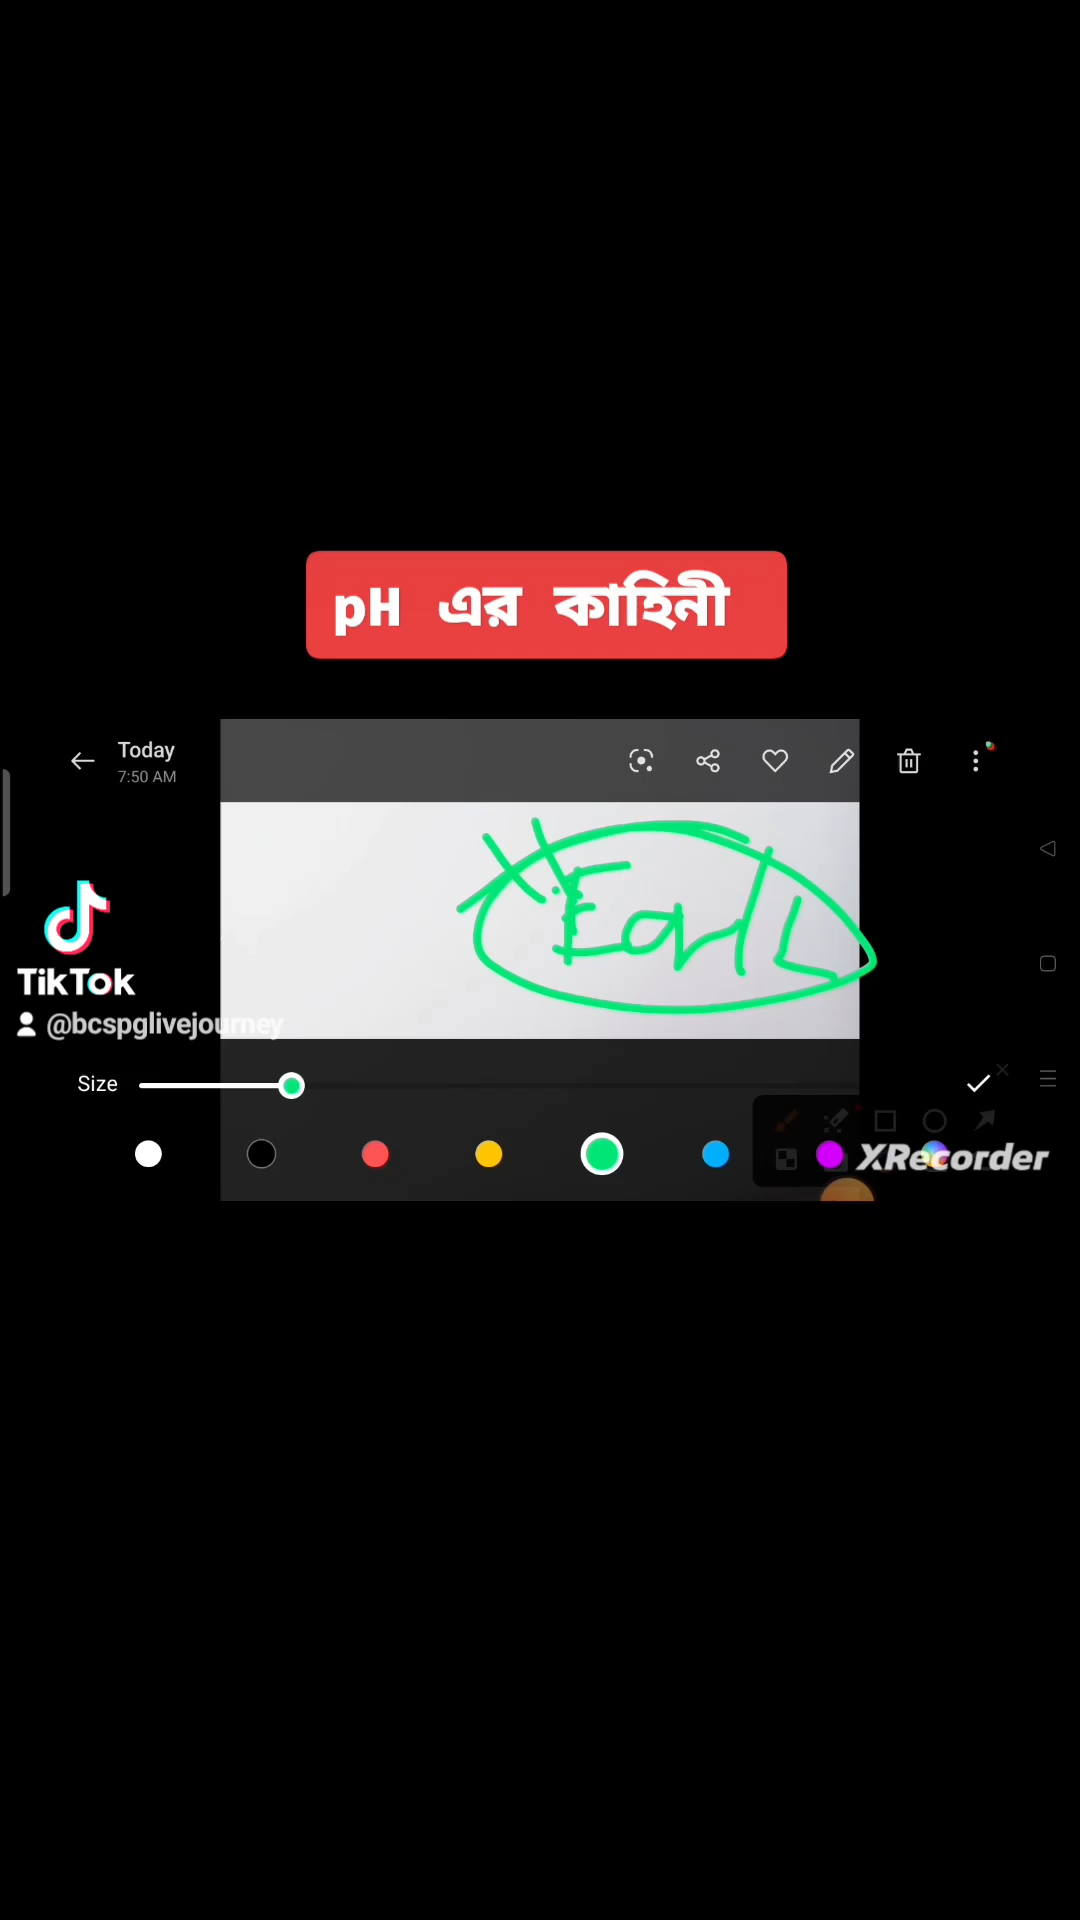 pH এর কাহিনী
Today
7:50 AM
TikTok
@bcspglivejourney
Size
XRecorder